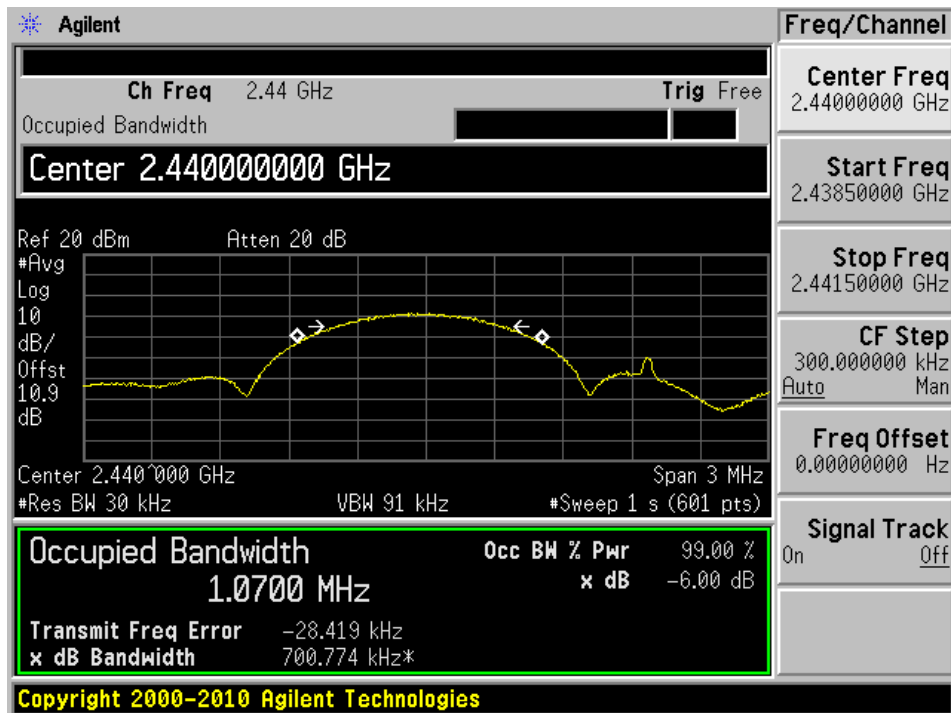 Agilent
Freq/Channel
Ch Freq 2.44 GHz Trig Free
Occupied Bandwidth
Center 2.440000000 GHz
Ref 20 dBm Atten 20 dB
#Avg
Log
10
dB/
Offst
10.9
dB
Center 2.440 000 GHz Span 3 MHz
#Res BW 30 kHz VBW 91 kHz #Sweep 1 s (601 pts)
Occupied Bandwidth Occ BW % Pwr 99.00 %
1.0700 MHz x dB -6.00 dB
Transmit Freq Error -28.419 kHz
x dB Bandwidth 700.774 kHz*
Copyright 2000-2010 Agilent Technologies
Center Freq
2.44000000 GHz
Start Freq
2.43850000 GHz
Stop Freq
2.44150000 GHz
CF Step
300.000000 kHz
Auto Man
Freq Offset
0.00000000 Hz
Signal Track
On Off